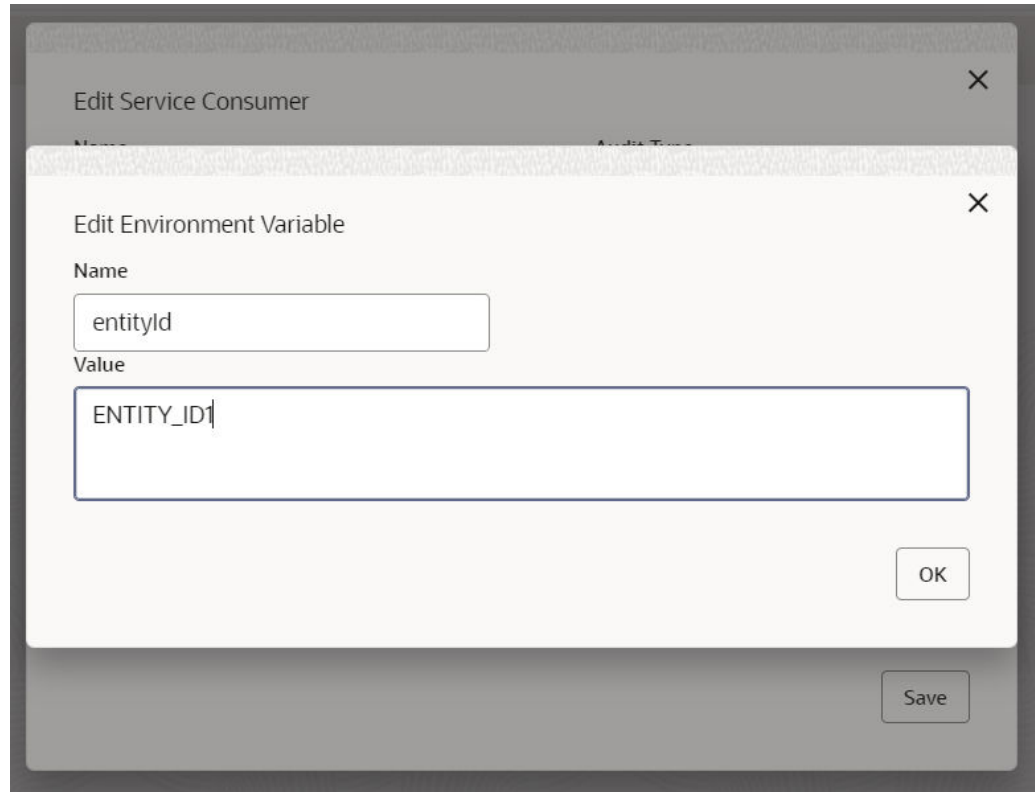 Edit Service Consumer
Edit Environment Variable
Name
entityId
Value
ENTITY_ID1
OK
Save